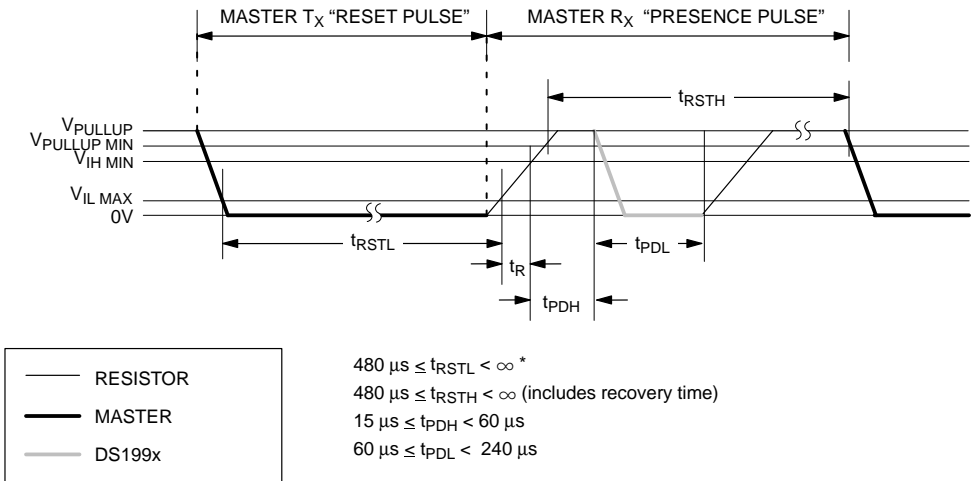 MASTER TX “RESET PULSE”
MASTER RX “PRESENCE PULSE”
tRSTH
VPULLUP
VPULLUP MIN
VIH MIN
VIL MAX
0V
tRSTL
tR
tPDL
tPDH
RESISTOR
MASTER
DS199x
480 μs ≤ tRSTL < ∞ *
480 μs ≤ tRSTH < ∞ (includes recovery time)
15 μs ≤ tPDH < 60 μs
60 μs ≤ tPDL < 240 μs